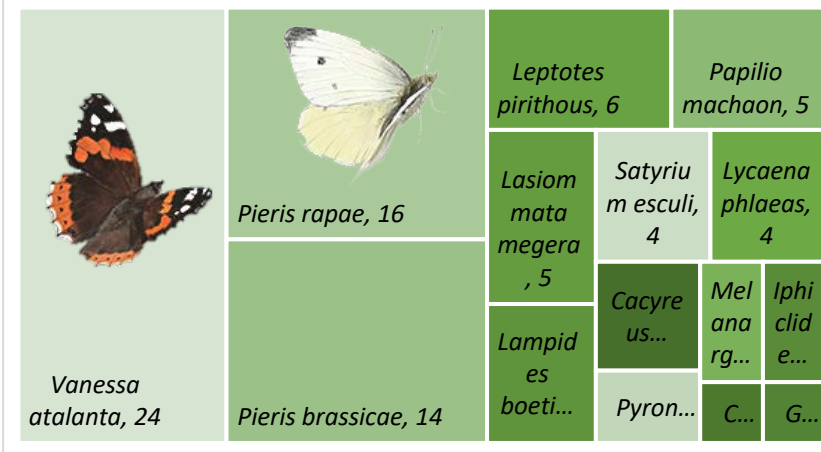 Vanessa
atalanta, 24
Pieris rapae, 16
Pieris brassicae, 14
Leptotes
pirithous, 6
Papilio
machaon, 5
Lasiom
mata
megera
, 5
Lampid
es
boeti...
Satyriu
m esculi,
4
Lycaena
phlaeas,
4
Cacyre
us...
Pyron...
Mel
ana
rg...
Iphi
clid
e...
C...
G...